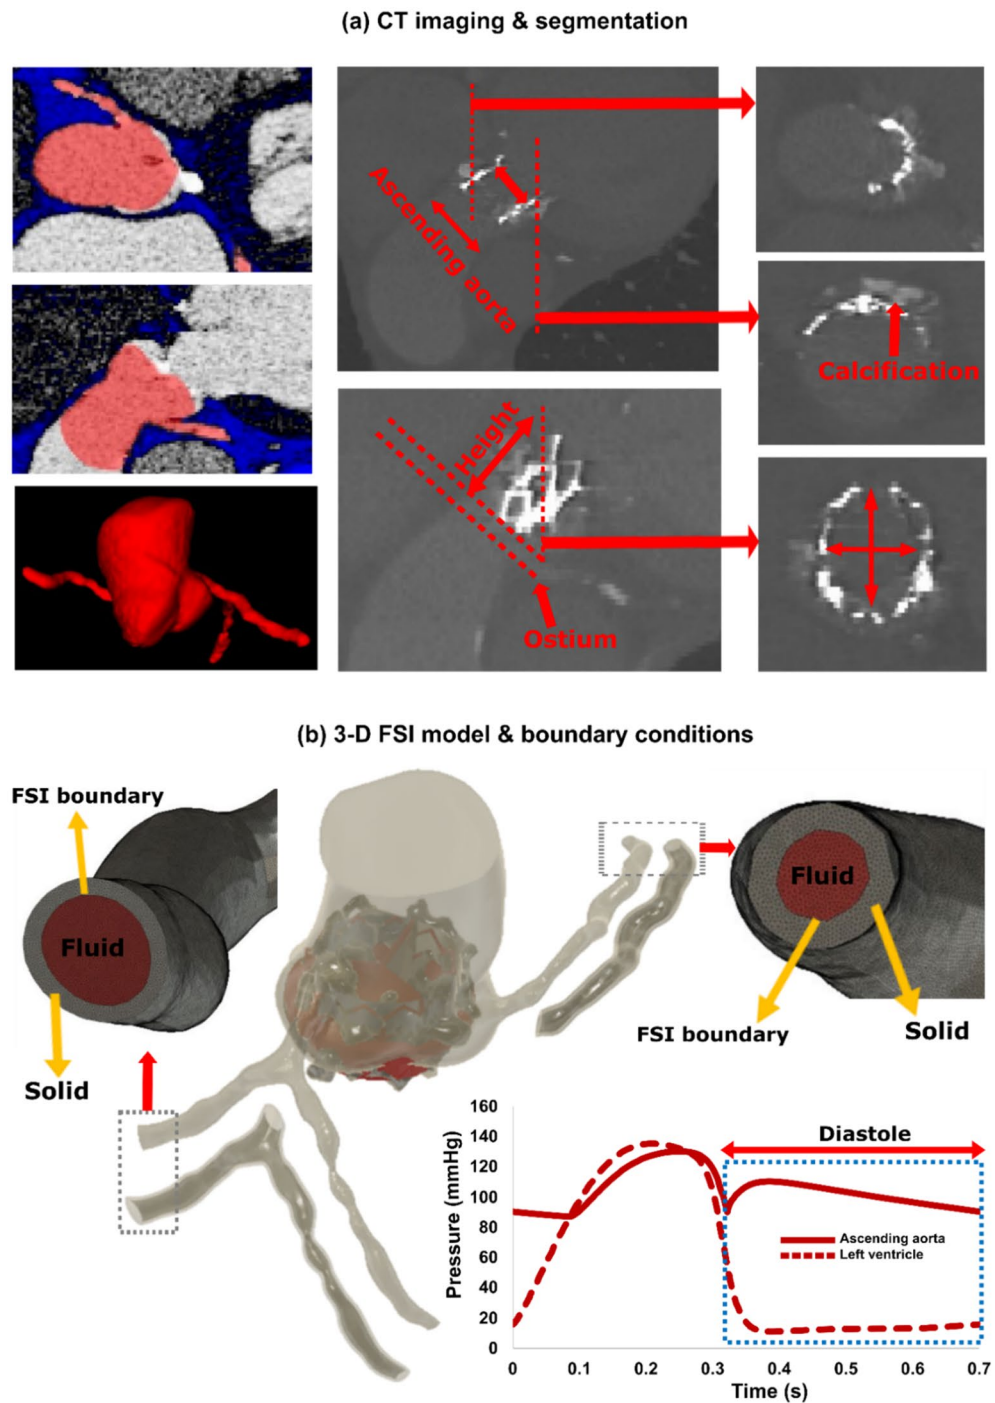 (a) CT imaging & segmentation
Ascending aorta
Calcification
Height
Ostium
(b) 3-D FSI model & boundary conditions
FSI boundary
Fluid
Solid
Fluid
FSI boundary
Solid
160
140
120
100
80
60
40
20
0
Pressure (mmHg)
Diastole
Ascending aorta
Left ventricle
0
0.1
0.2
0.3
0.4
0.5
0.6
0.7
Time (s)